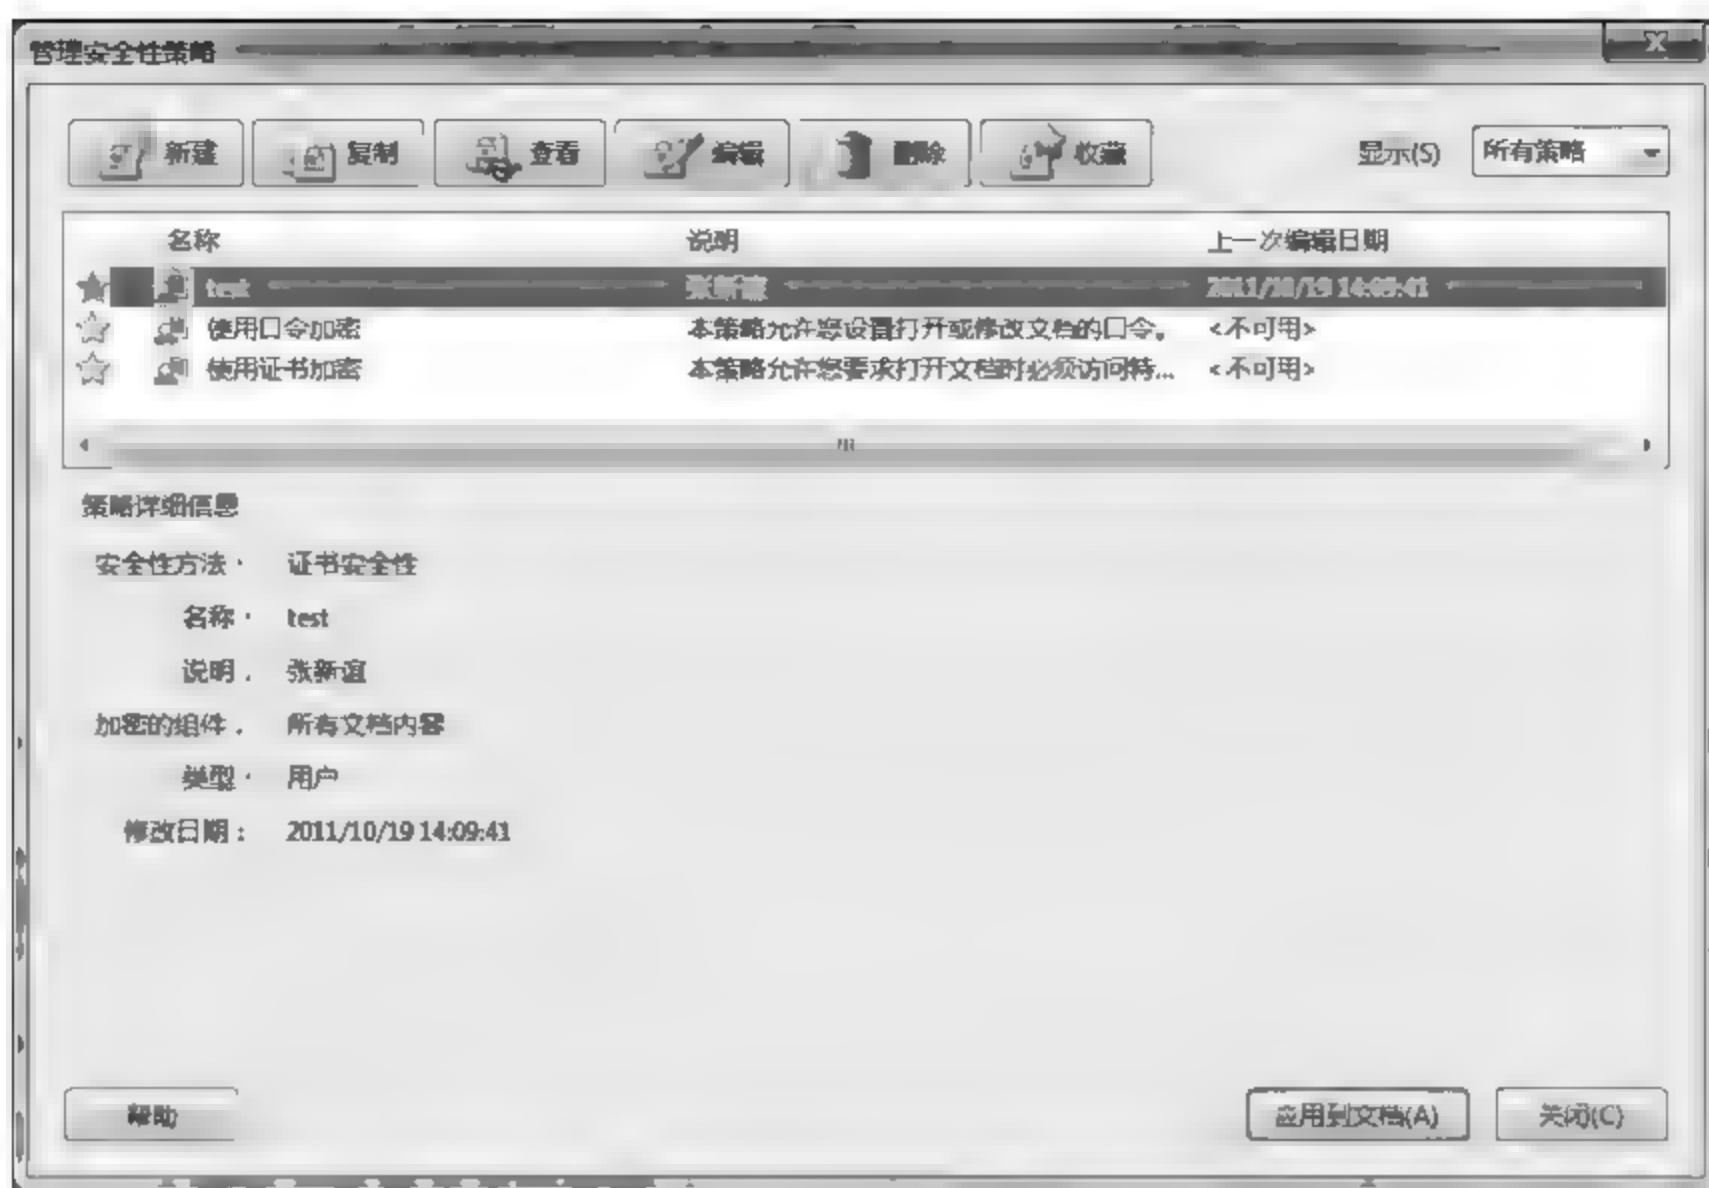 管理安全性策略
新建 复制 查看 编辑 删除 收藏 显示(S) 所有策略
名称 说明 上一次编辑日期
test 张新谊 2011/10/19 14:09:41
使用口令加密 本策略允许您设置打开或修改文档的口令。 <不可用>
使用证书加密 本策略允许您要求打开文档时必须访问特... <不可用>
策略详细信息
安全性方法： 证书安全性
名称： test
说明： 张新谊
加密的组件： 所有文档内容
类型： 用户
修改日期： 2011/10/19 14:09:41
帮助 应用到文档(A) 关闭(C)